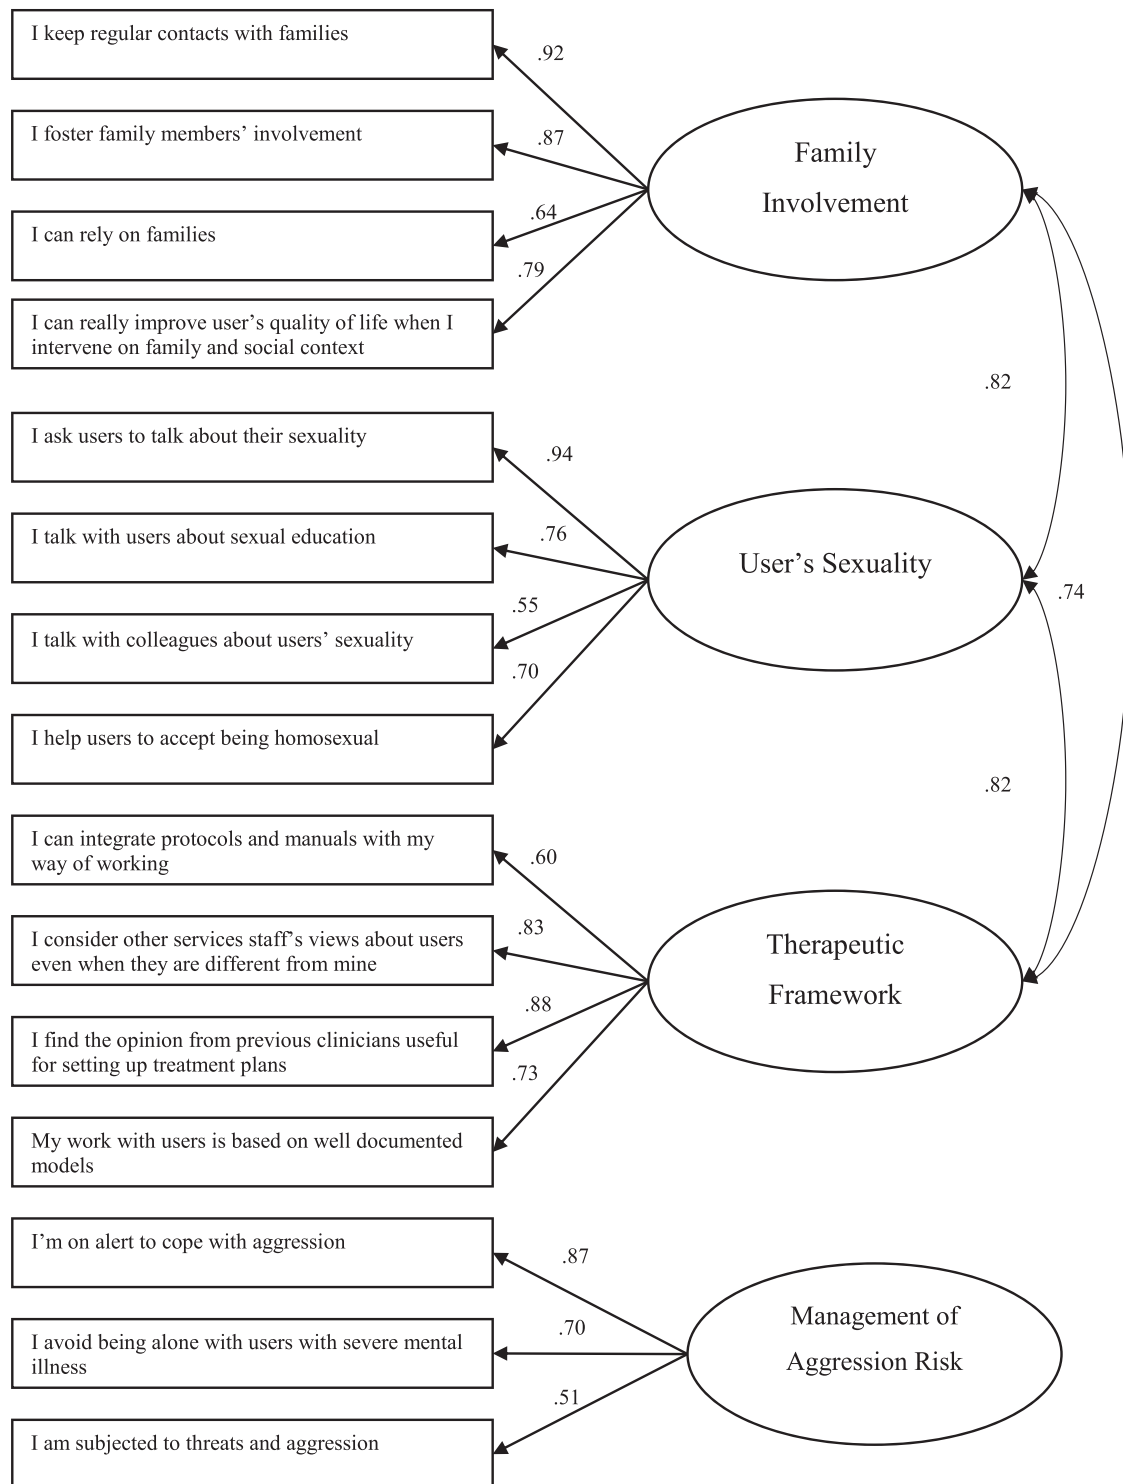 I keep regular contacts with families
.92
I foster family members’ involvement
.87
I can rely on families
.64
I can really improve user’s quality of life when I
intervene on family and social context
.79
Family
Involvement
.82
I ask users to talk about their sexuality
.94
I talk with users about sexual education
.76
I talk with colleagues about users’ sexuality
.55
I help users to accept being homosexual
.70
User’s Sexuality
.74
.82
I can integrate protocols and manuals with my
way of working
.60
I consider other services staff’s views about users
even when they are different from mine
.83
I find the opinion from previous clinicians useful
for setting up treatment plans
.88
My work with users is based on well documented
models
.73
Therapeutic
Framework
I’m on alert to cope with aggression
.87
I avoid being alone with users with severe mental
illness
.70
I am subjected to threats and aggression
.51
Management of
Aggression Risk